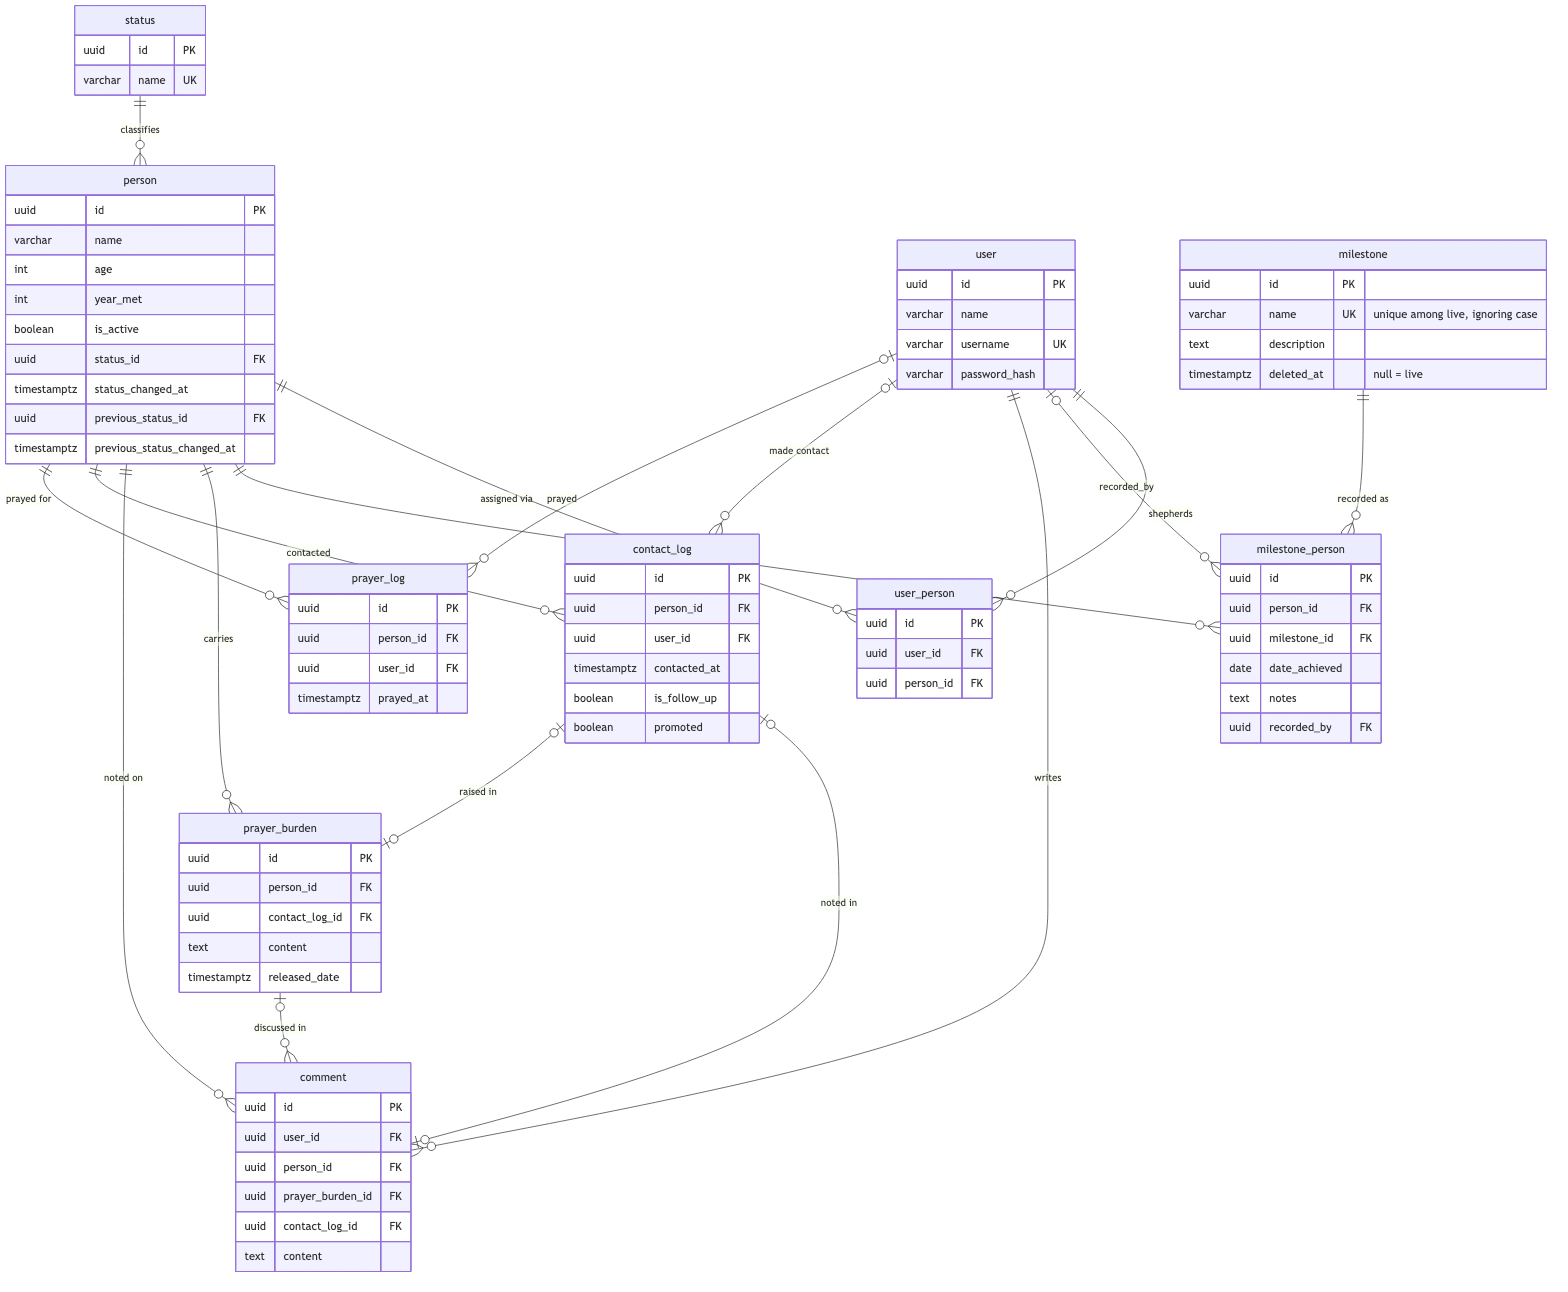 status
uuid id PK
varchar name UK
classifies
person
uuid id PK
varchar name
int age
int year_met
boolean is_active
uuid status_id FK
timestamptz status_changed_at
uuid previous_status_id FK
timestamptz previous_status_changed_at
user
uuid id PK
varchar name
varchar username UK
varchar password_hash
milestone
uuid id PK
varchar name UK unique among live, ignoring case
text description
timestamptz deleted_at null = live
made contact
prayed for
assigned via
prayed
recorded_by
recorded as
shepherds
contacted
prayer_log
uuid id PK
uuid person_id FK
uuid user_id FK
timestamptz prayed_at
contact_log
uuid id PK
uuid person_id FK
uuid user_id FK
timestamptz contacted_at
boolean is_follow_up
boolean promoted
user_person
uuid id PK
uuid user_id FK
uuid person_id FK
milestone_person
uuid id PK
uuid person_id FK
uuid milestone_id FK
date date_achieved
text notes
uuid recorded_by FK
carries
noted on
raised in
writes
prayer_burden
uuid id PK
uuid person_id FK
uuid contact_log_id FK
text content
timestamptz released_date
noted in
discussed in
comment
uuid id PK
uuid user_id FK
uuid person_id FK
uuid prayer_burden_id FK
uuid contact_log_id FK
text content